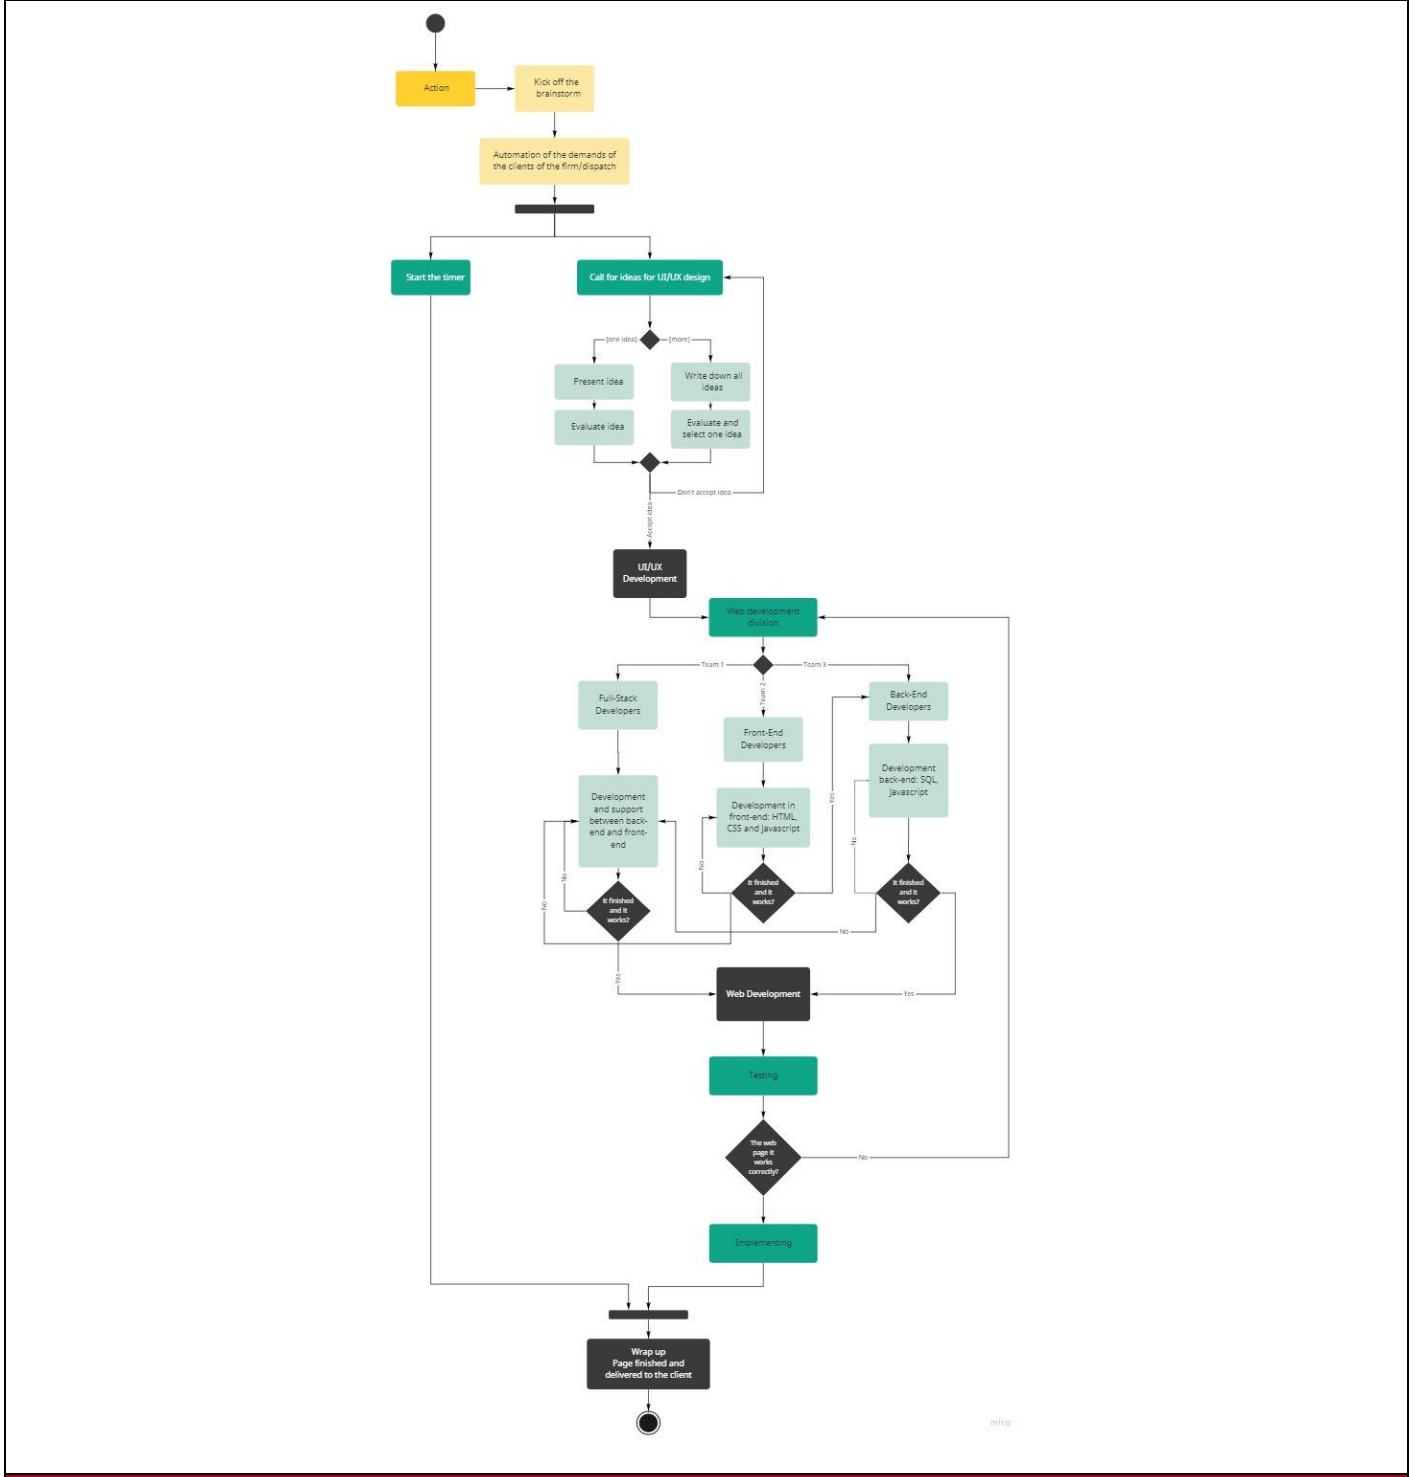 Action
Kick off the
brainstorm
Automation of the demands of
the clients of the firm/dispatch
Start the timer
Call for ideas for UI/UX design
[one idea]
[more]
Present idea
Write down all
ideas
Evaluate idea
Evaluate and
select one idea
Don't accept idea
Accept idea
UI/UX
Development
Web development
division
Team 1
Team 2
Team 3
Full-Stack
Developers
Front-End
Developers
Back-End
Developers
Development
and support
between back-
end and front-
end
Development in
front-end: HTML,
CSS and Javascript
Development
back-end: SQL,
Javascript
Yes
No
No
No
No
It finished
and it
works?
It finished
and it
works?
It finished
and it
works?
No
Yes
Web Development
Yes
Testing
The web
page it
works
correctly?
No
Implementing
Wrap up
Page finished and
delivered to the client
miro